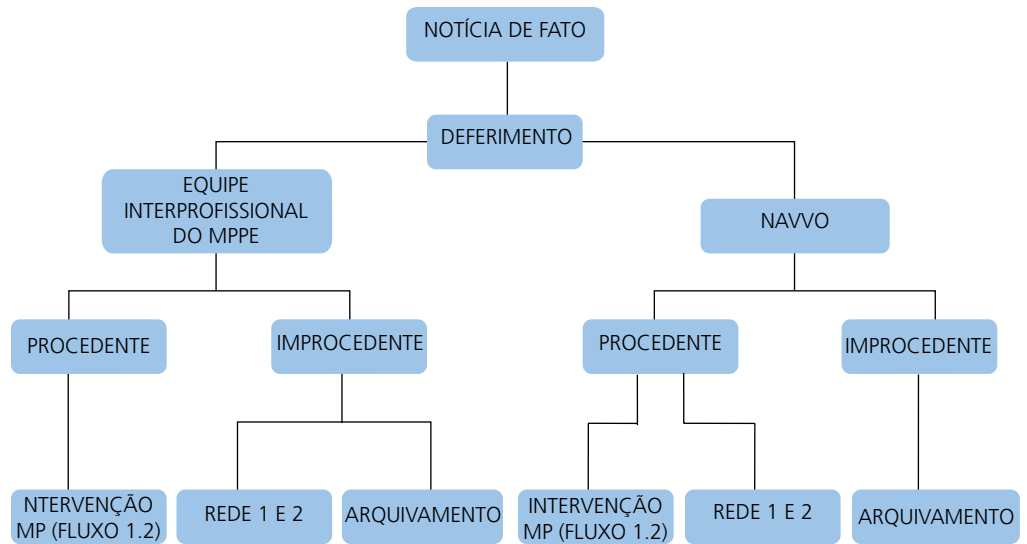 NOTÍCIA DE FATO
DEFERIMENTO
EQUIPE
INTERPROFISSIONAL
DO MPPE
NAVVO
PROCEDENTE
IMPROCEDENTE
PROCEDENTE
IMPROCEDENTE
NTERVENÇÃO
MP (FLUXO 1.2)
REDE 1 E 2
ARQUIVAMENTO
INTERVENÇÃO
MP (FLUXO 1.2)
REDE 1 E 2
ARQUIVAMENTO